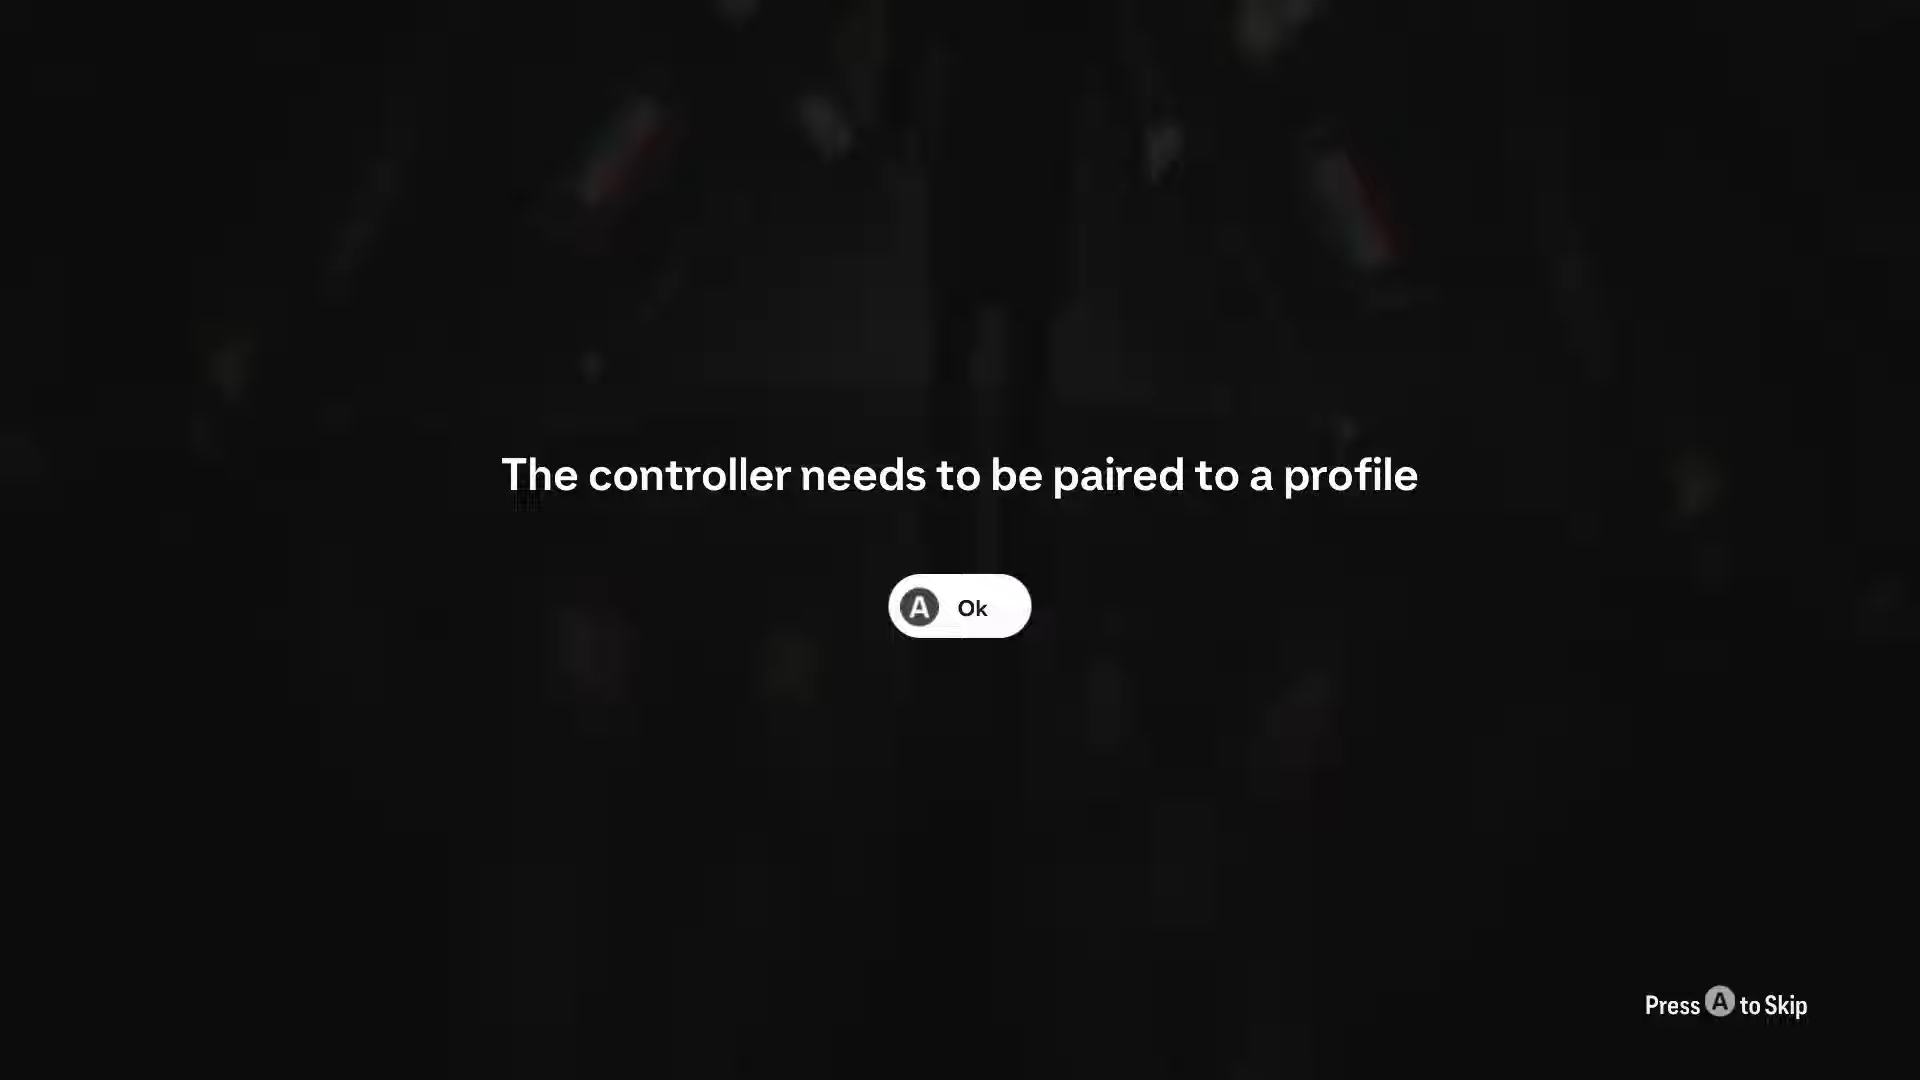 The controller needs to be paired to a profile
A Ok
Press A to Skip